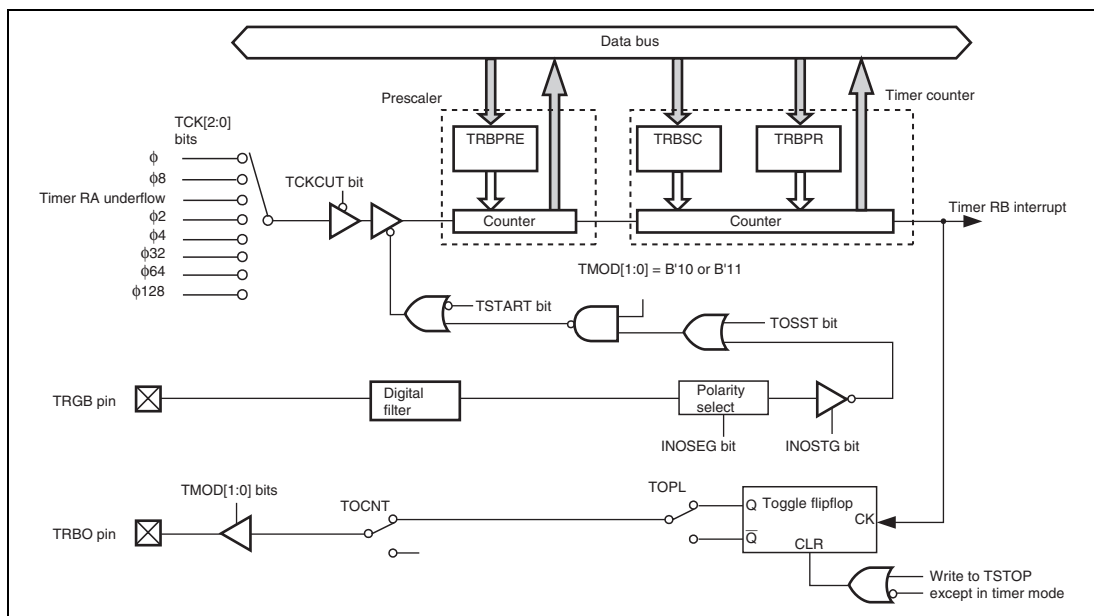 Data bus
Prescaler
Timer counter
TCK[2:0]
bits
TRBPRE
TRBSC
TRBPR
φ
φ8
Timer RA underflow
φ2
φ4
φ32
φ64
φ128
TCKCUT bit
Counter
Counter
Timer RB interrupt
TMOD[1:0] = B'10 or B'11
TSTART bit
TOSST bit
TRGB pin
Digital
filter
Polarity
select
INOSEG bit
INOSTG bit
TMOD[1:0] bits
TOCNT
TOPL
Q
Toggle flipflop
CK
Q̅
CLR
TRBO pin
Write to TSTOP
except in timer mode